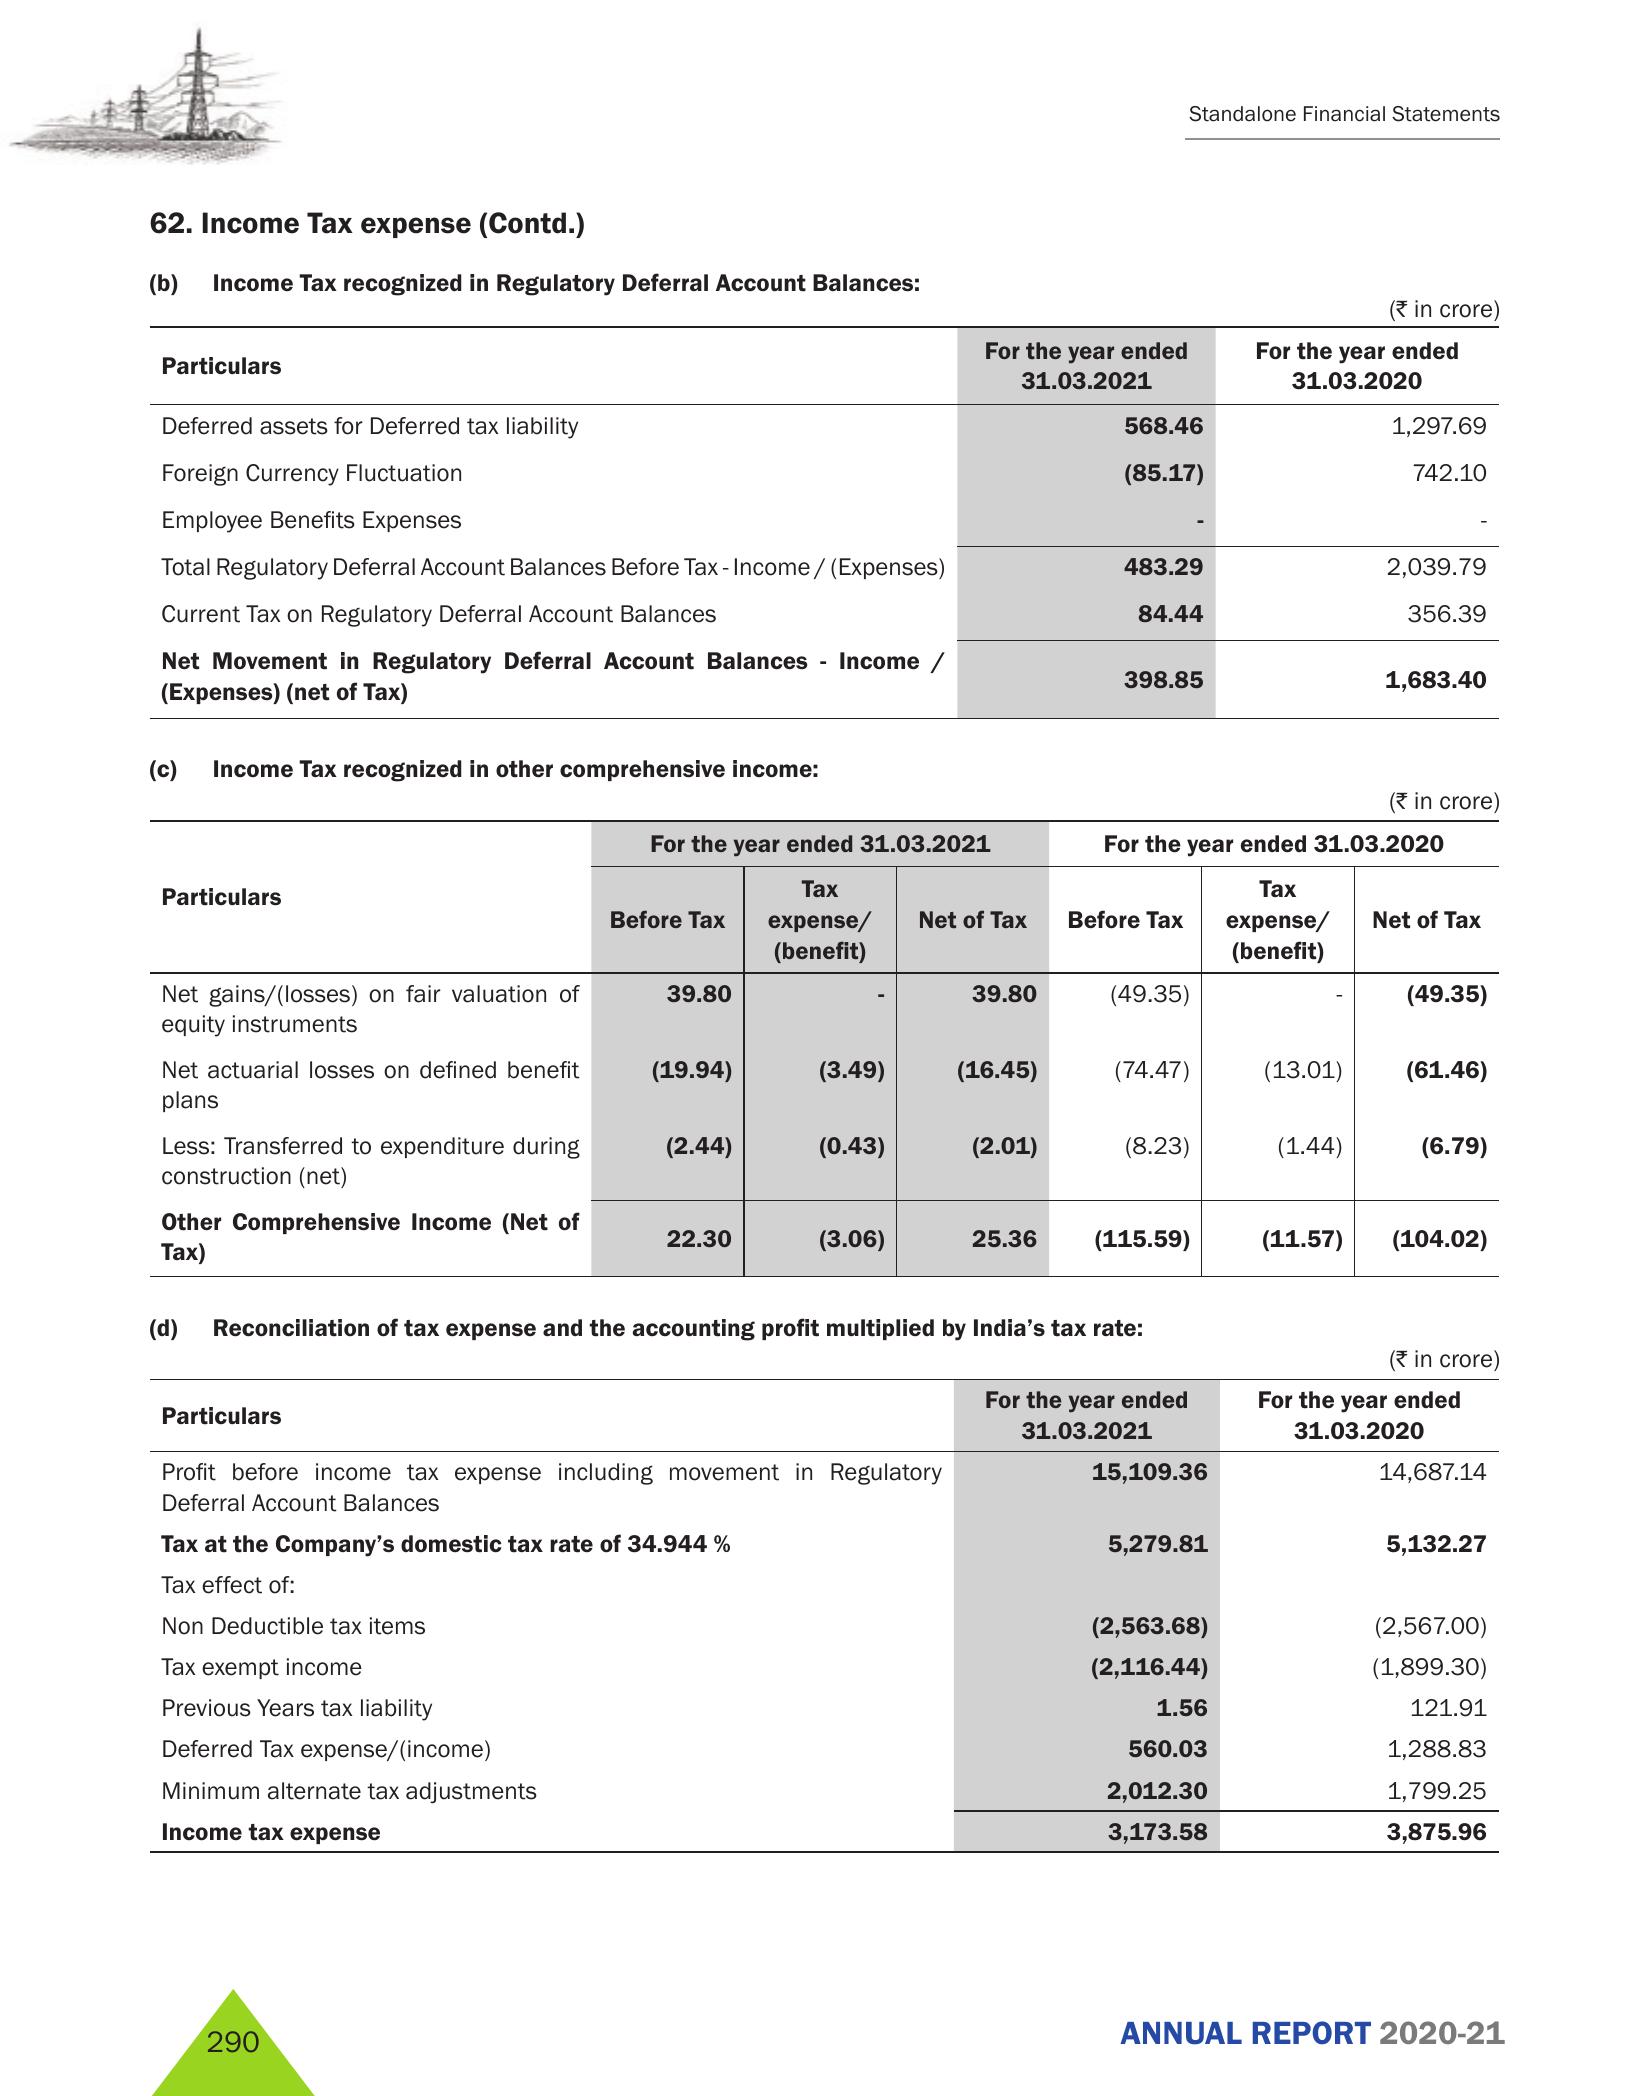 Standalone Financial Statements
62. Income Tax expense (Contd.)
(b) Income Tax recognized in Regulatory Deferral Account Balances:
(₹ in crore)
Particulars For the year ended 31.03.2021 For the year ended 31.03.2020
Deferred assets for Deferred tax liability 568.46 1,297.69
Foreign Currency Fluctuation (85.17) 742.10
Employee Benefits Expenses - -
Total Regulatory Deferral Account Balances Before Tax - Income / (Expenses) 483.29 2,039.79
Current Tax on Regulatory Deferral Account Balances 84.44 356.39
Net Movement in Regulatory Deferral Account Balances - Income /
(Expenses) (net of Tax) 398.85 1,683.40
(c) Income Tax recognized in other comprehensive income:
(₹ in crore)
Particulars For the year ended 31.03.2021 For the year ended 31.03.2020
Before Tax Tax expense/ (benefit) Net of Tax Before Tax Tax expense/ (benefit) Net of Tax
Net gains/(losses) on fair valuation of 39.80 - 39.80 (49.35) - (49.35)
equity instruments
Net actuarial losses on defined benefit (19.94) (3.49) (16.45) (74.47) (13.01) (61.46)
plans
Less: Transferred to expenditure during (2.44) (0.43) (2.01) (8.23) (1.44) (6.79)
construction (net)
Other Comprehensive Income (Net of
Tax) 22.30 (3.06) 25.36 (115.59) (11.57) (104.02)
(d) Reconciliation of tax expense and the accounting profit multiplied by India's tax rate:
(₹ in crore)
Particulars For the year ended 31.03.2021 For the year ended 31.03.2020
Profit before income tax expense including movement in Regulatory 15,109.36 14,687.14
Deferral Account Balances
Tax at the Company's domestic tax rate of 34.944 % 5,279.81 5,132.27
Tax effect of:
Non Deductible tax items (2,563.68) (2,567.00)
Tax exempt income (2,116.44) (1,899.30)
Previous Years tax liability 1.56 121.91
Deferred Tax expense/(income) 560.03 1,288.83
Minimum alternate tax adjustments 2,012.30 1,799.25
Income tax expense 3,173.58 3,875.96
290
ANNUAL REPORT 2020-21